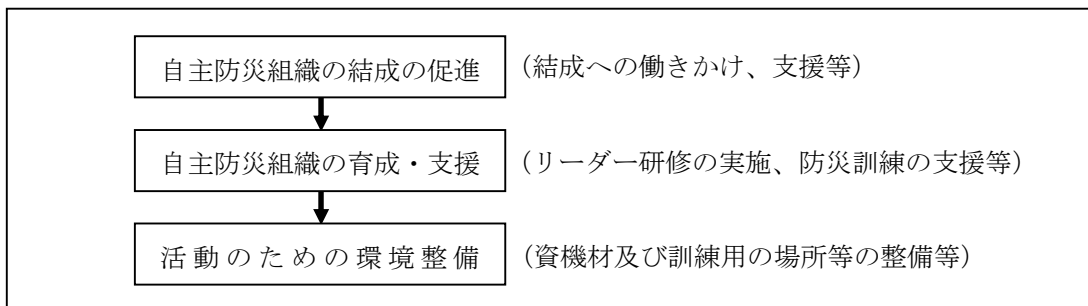 自主防災組織の結成の促進 (結成への働きかけ、支援等)
自主防災組織の育成・支援 (リーダー研修の実施、防災訓練の支援等)
活動のための環境整備 (資機材及び訓練用の場所等の整備等)